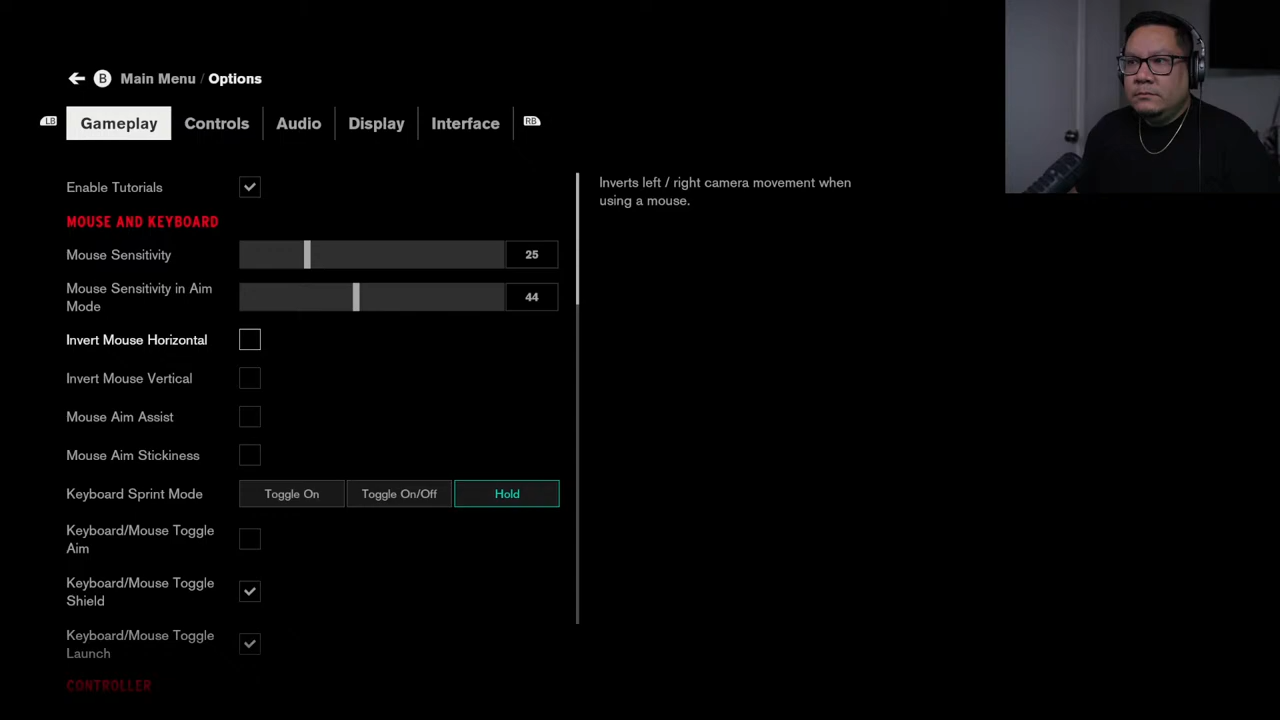 B Main Menu / Options
LB Gameplay Controls Audio Display Interface RB
Enable Tutorials
Inverts left / right camera movement when
using a mouse.
MOUSE AND KEYBOARD
Mouse Sensitivity 25
Mouse Sensitivity in Aim
Mode 44
Invert Mouse Horizontal
Invert Mouse Vertical
Mouse Aim Assist
Mouse Aim Stickiness
Keyboard Sprint Mode Toggle On Toggle On/Off Hold
Keyboard/Mouse Toggle
Aim
Keyboard/Mouse Toggle
Shield
Keyboard/Mouse Toggle
Launch
CONTROLLER